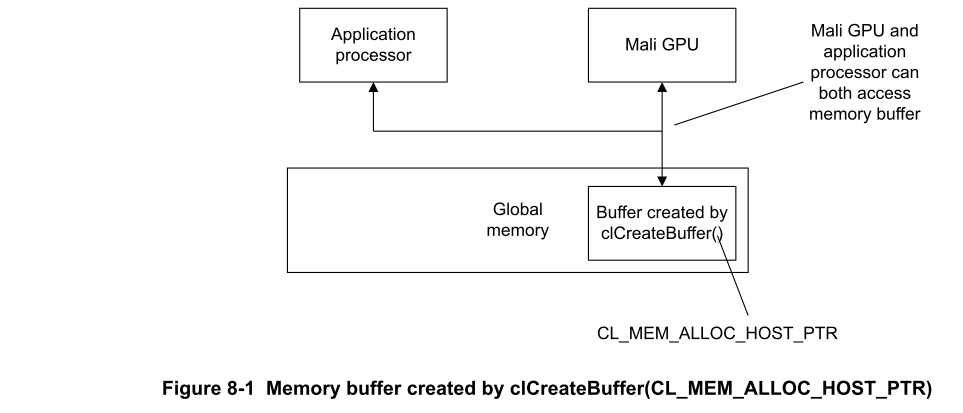 Application
processor
Mali GPU
Mali GPU and
application
processor can
both access
memory buffer
Global
memory
Buffer created by
clCreateBuffer()
CL_MEM_ALLOC_HOST_PTR
Figure 8-1 Memory buffer created by clCreateBuffer(CL_MEM_ALLOC_HOST_PTR)